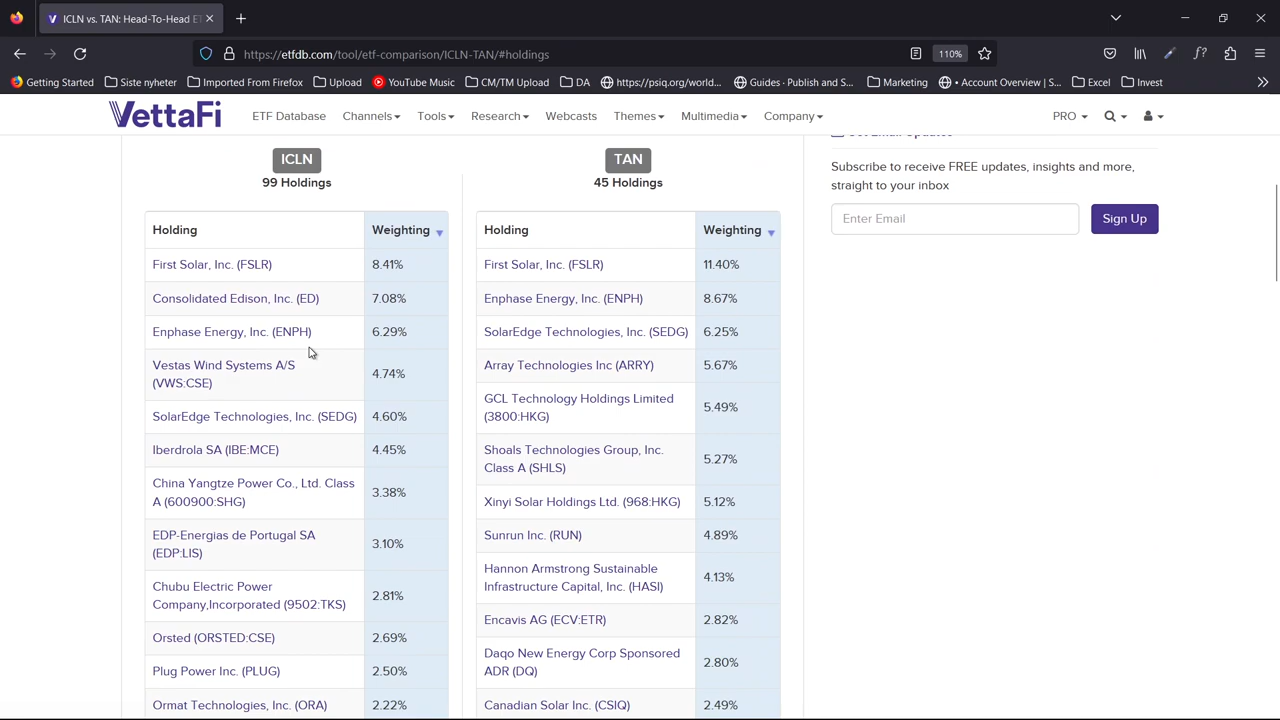 ICLN vs. TAN: Head-To-Head ET
https://etfdb.com/tool/etf-comparison/ICLN-TAN/#holdings
110%
Getting Started
Siste nyheter
Imported From Firefox
Upload
YouTube Music
CM/TM Upload
DA
https://psiq.org/world...
Guides · Publish and S...
Marketing
• Account Overview | S...
Excel
Invest
VettaFi
ETF Database
Channels
Tools
Research
Webcasts
Themes
Multimedia
Company
PRO
ICLN
99 Holdings
Holding Weighting
First Solar, Inc. (FSLR) 8.41%
Consolidated Edison, Inc. (ED) 7.08%
Enphase Energy, Inc. (ENPH) 6.29%
Vestas Wind Systems A/S
(VWS:CSE) 4.74%
SolarEdge Technologies, Inc. (SEDG) 4.60%
Iberdrola SA (IBE:MCE) 4.45%
China Yangtze Power Co., Ltd. Class
A (600900:SHG) 3.38%
EDP-Energias de Portugal SA
(EDP:LIS) 3.10%
Chubu Electric Power
Company,Incorporated (9502:TKS) 2.81%
Orsted (ORSTED:CSE) 2.69%
Plug Power Inc. (PLUG) 2.50%
Ormat Technologies, Inc. (ORA) 2.22%
TAN
45 Holdings
Holding Weighting
First Solar, Inc. (FSLR) 11.40%
Enphase Energy, Inc. (ENPH) 8.67%
SolarEdge Technologies, Inc. (SEDG) 6.25%
Array Technologies Inc (ARRY) 5.67%
GCL Technology Holdings Limited
(3800:HKG) 5.49%
Shoals Technologies Group, Inc.
Class A (SHLS) 5.27%
Xinyi Solar Holdings Ltd. (968:HKG) 5.12%
Sunrun Inc. (RUN) 4.89%
Hannon Armstrong Sustainable
Infrastructure Capital, Inc. (HASI) 4.13%
Encavis AG (ECV:ETR) 2.82%
Daqo New Energy Corp Sponsored
ADR (DQ) 2.80%
Canadian Solar Inc. (CSIQ) 2.49%
Get Email Updates
Subscribe to receive FREE updates, insights and more,
straight to your inbox
Enter Email
Sign Up